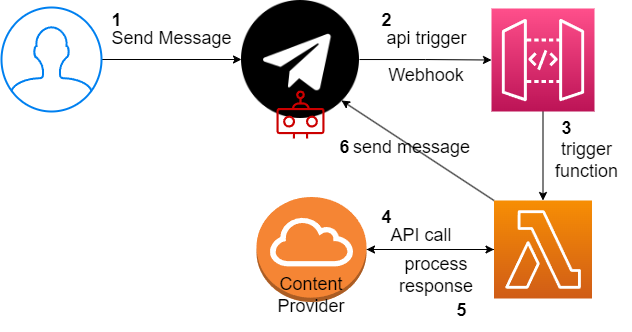 1
Send Message
2
api trigger
Webhook
</>
3
trigger
function
6 send message
4
API call
process
response
5
Content
Provider